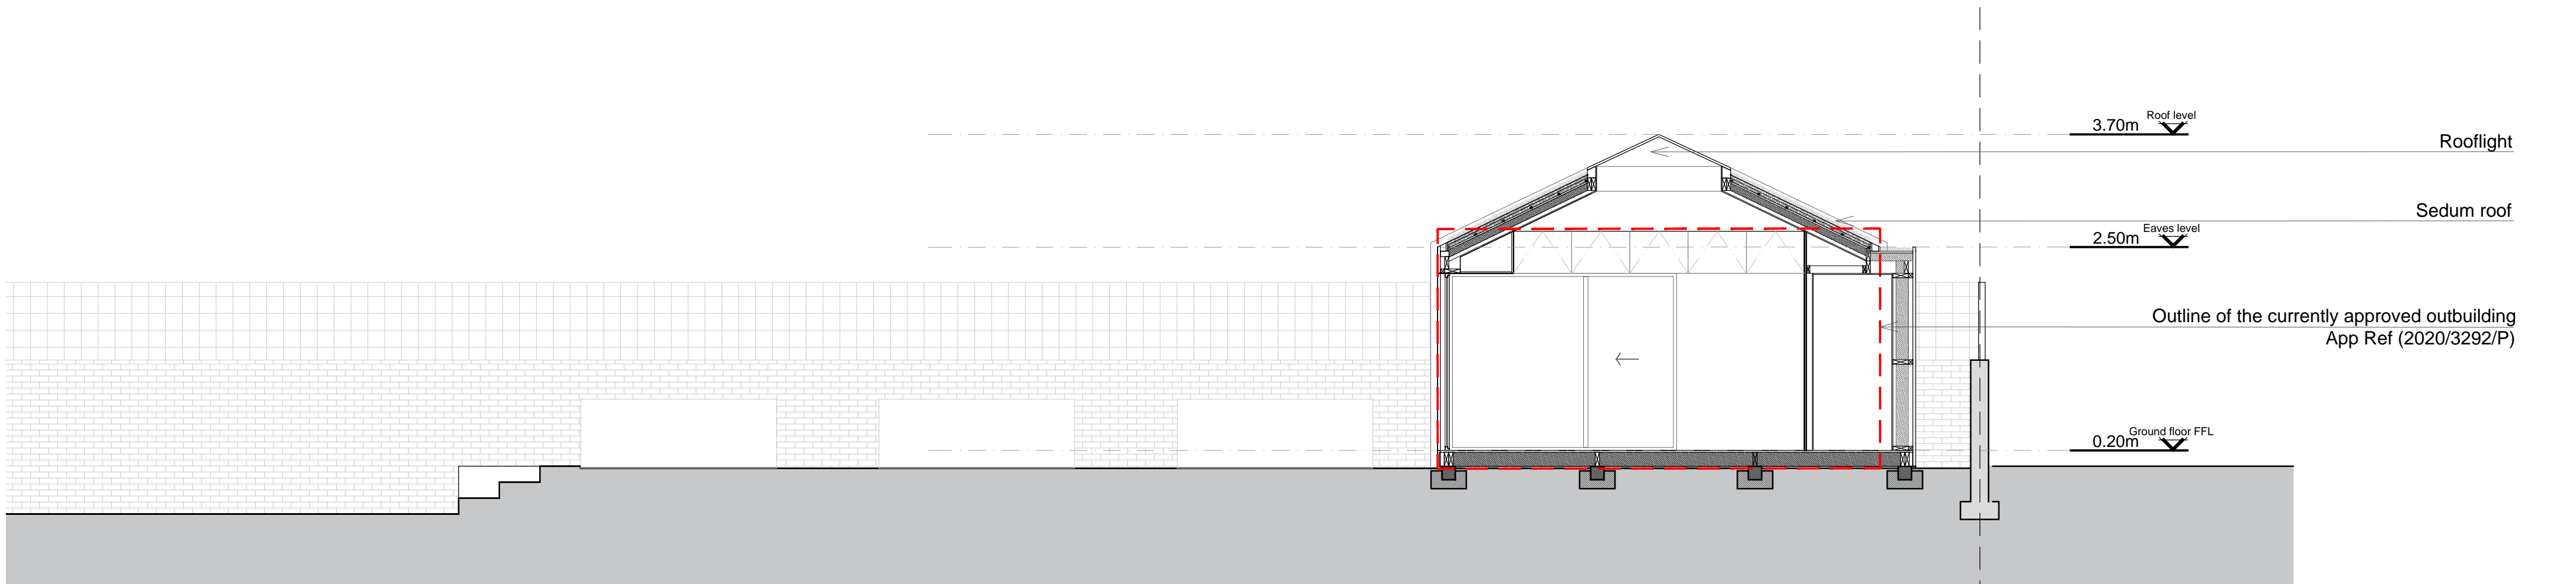 Roof level
3.70m
Rooflight
Sedum roof
Eaves level
2.50m
Outline of the currently approved outbuilding
App Ref (2020/3292/P)
Ground floor FFL
0.20m